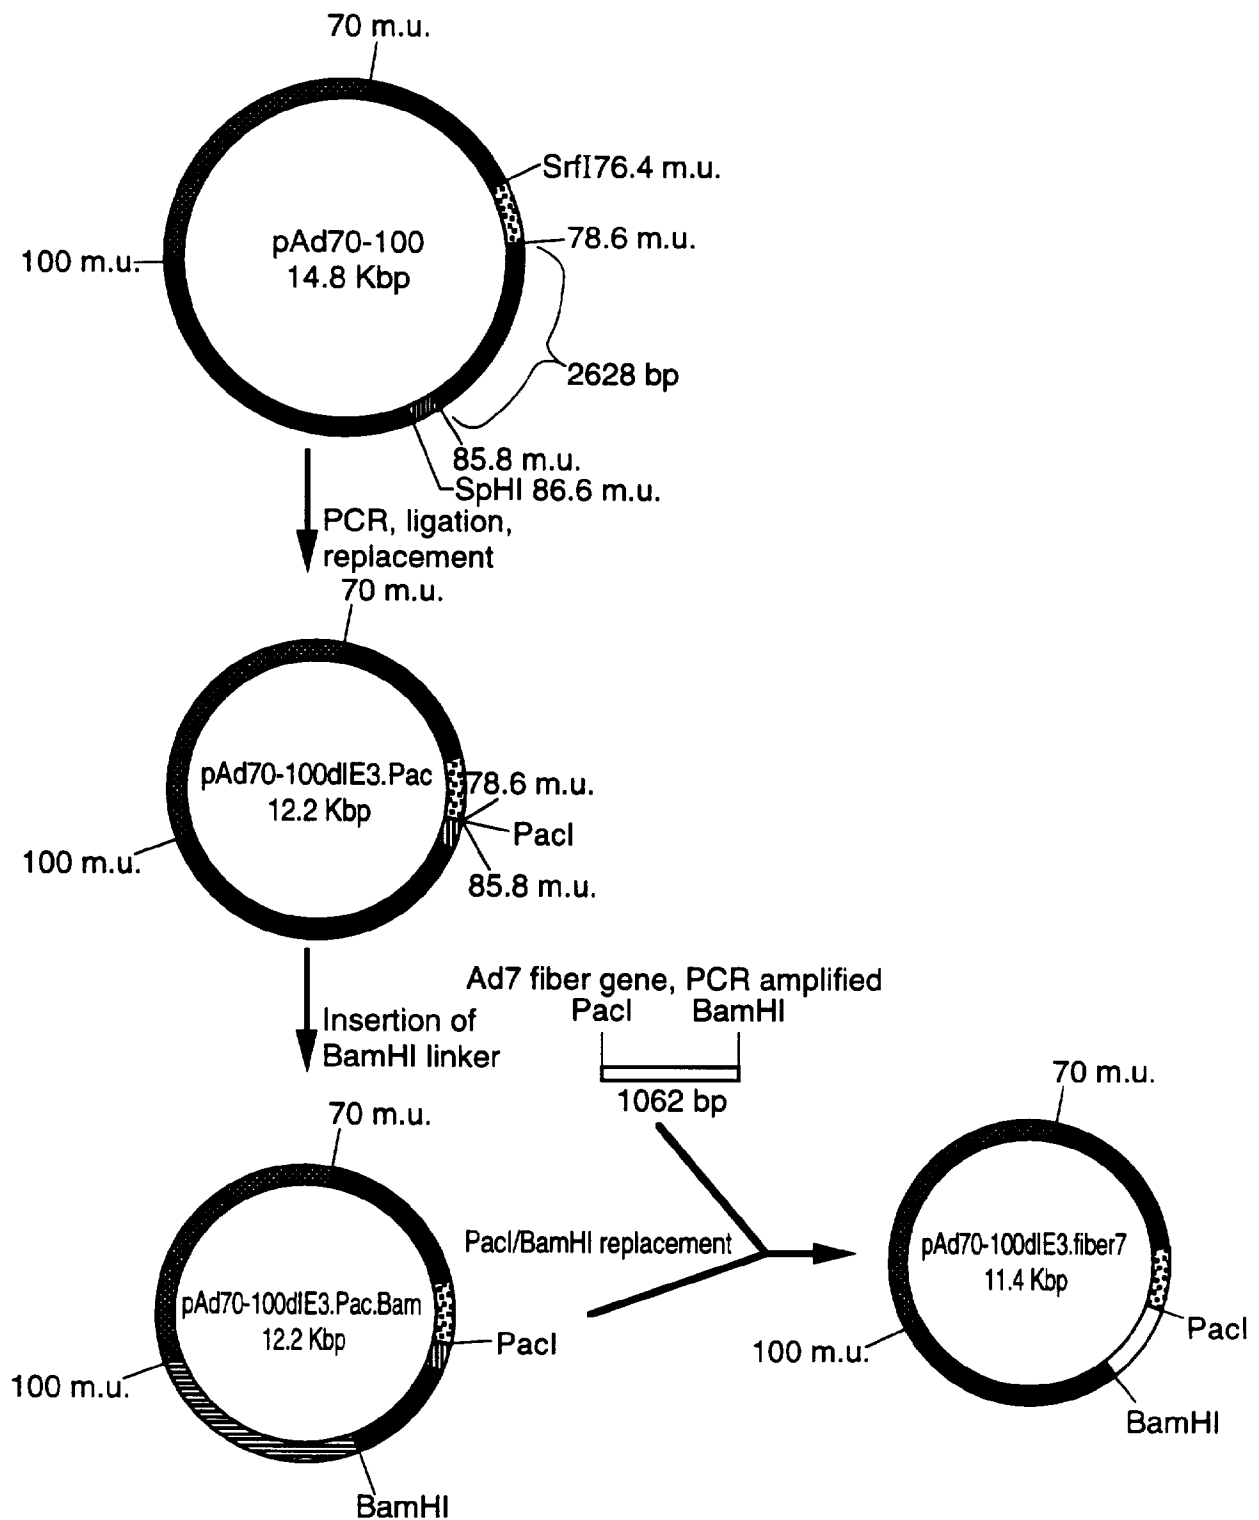 70 m.u.
SrfI76.4 m.u.
78.6 m.u.
pAd70-100
14.8 Kbp
100 m.u.
2628 bp
85.8 m.u.
SpHI 86.6 m.u.
PCR, ligation,
replacement
70 m.u.
pAd70-100dlE3.Pac
12.2 Kbp
78.6 m.u.
PacI
100 m.u.
85.8 m.u.
Ad7 fiber gene, PCR amplified
PacI BamHI
Insertion of
BamHI linker
1062 bp
70 m.u.
70 m.u.
PacI/BamHI replacement
pAd70-100dlE3.Pac.Bam
12.2 Kbp
PacI
100 m.u.
BamHI
pAd70-100dlE3.fiber7
11.4 Kbp
PacI
100 m.u.
BamHI